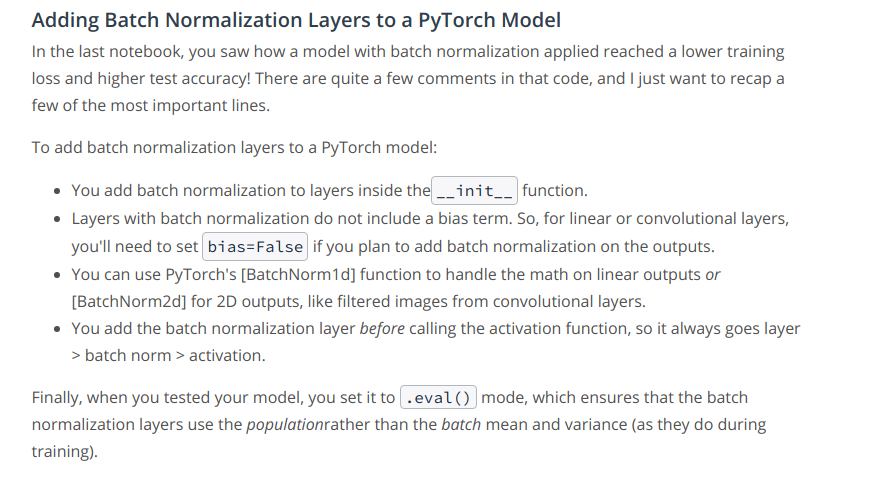 Adding Batch Normalization Layers to a PyTorch Model
In the last notebook, you saw how a model with batch normalization applied reached a lower training
loss and higher test accuracy! There are quite a few comments in that code, and I just want to recap a
few of the most important lines.
To add batch normalization layers to a PyTorch model:
• You add batch normalization to layers inside the __init__ function.
• Layers with batch normalization do not include a bias term. So, for linear or convolutional layers,
you'll need to set bias=False if you plan to add batch normalization on the outputs.
• You can use PyTorch's [BatchNorm1d] function to handle the math on linear outputs or
[BatchNorm2d] for 2D outputs, like filtered images from convolutional layers.
• You add the batch normalization layer before calling the activation function, so it always goes layer
> batch norm > activation.
Finally, when you tested your model, you set it to .eval() mode, which ensures that the batch
normalization layers use the populationrather than the batch mean and variance (as they do during
training).